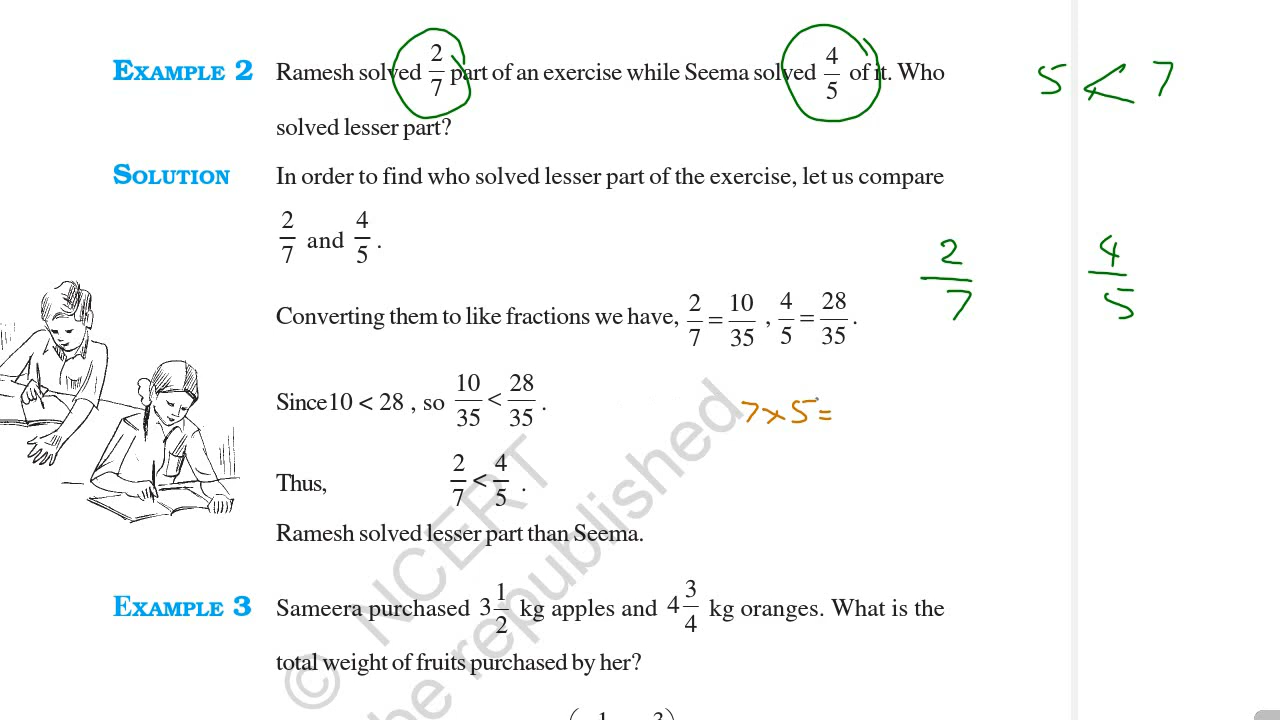 EXAMPLE 2 Ramesh solved 2/7 part of an exercise while Seema solved 4/5 of it. Who
solved lesser part?
5 < 7
SOLUTION In order to find who solved lesser part of the exercise, let us compare
2/7 and 4/5 .
2/7 4/5
Converting them to like fractions we have, 2/7 = 10/35 , 4/5 = 28/35 .
Since10 < 28 , so 10/35 < 28/35 .
7 × 5 =
Thus, 2/7 < 4/5 .
Ramesh solved lesser part than Seema.
EXAMPLE 3 Sameera purchased 3 1/2 kg apples and 4 3/4 kg oranges. What is the
total weight of fruits purchased by her?
© NCERT
be republished